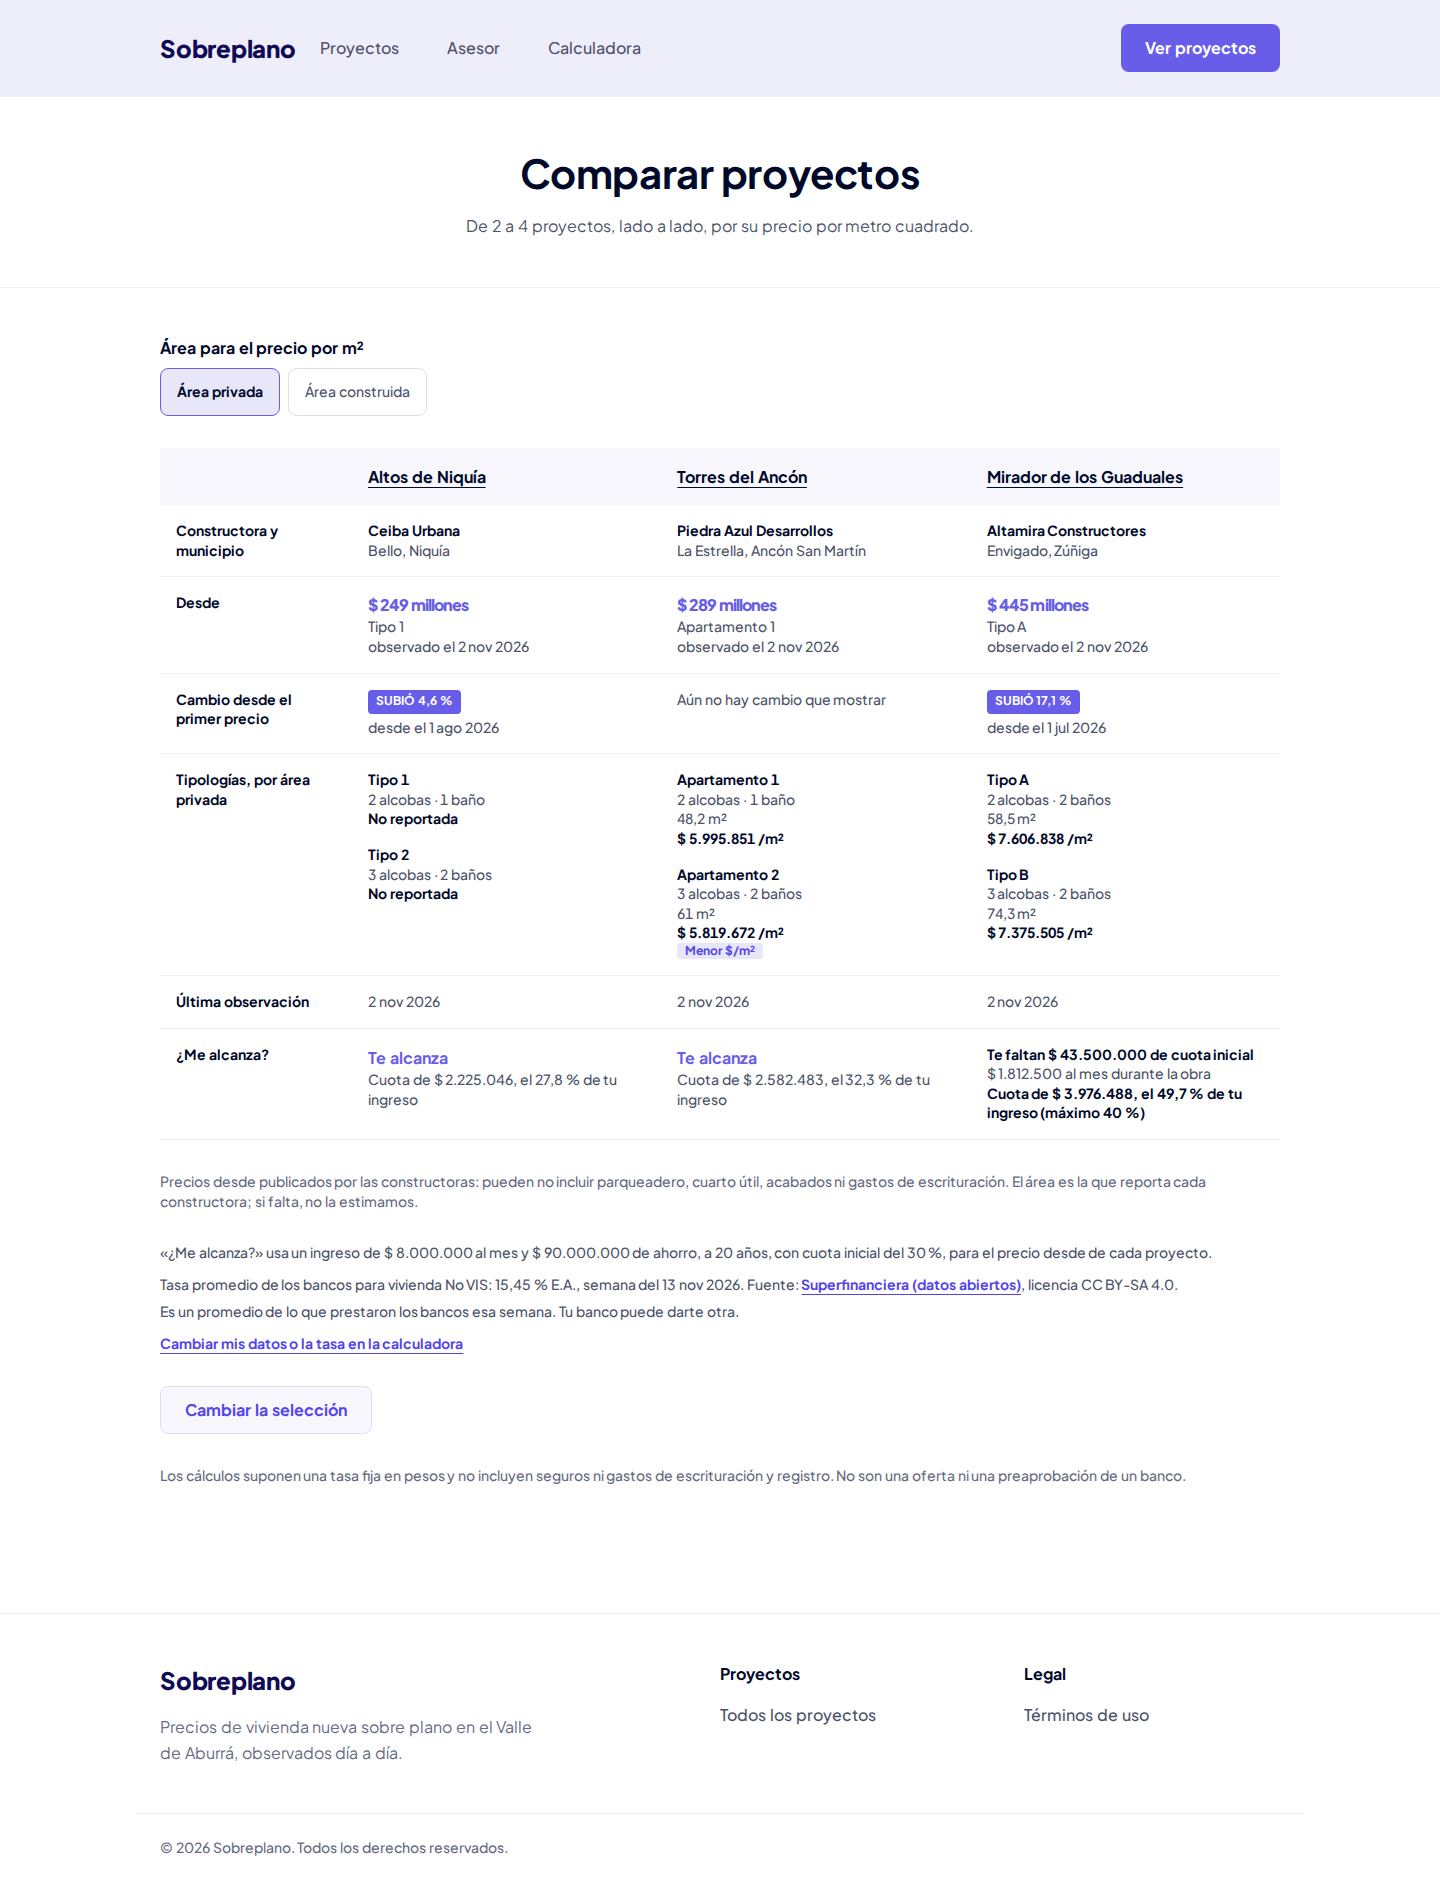 Sobreplano
Proyectos
Asesor
Calculadora
Ver proyectos
Comparar proyectos
De 2 a 4 proyectos, lado a lado, por su precio por metro cuadrado.
Área para el precio por m²
Área privada
Área construida
Altos de Niquía
Torres del Ancón
Mirador de los Guaduales
Constructora y
municipio
Ceiba Urbana
Bello, Niquía
Piedra Azul Desarrollos
La Estrella, Ancón San Martín
Altamira Constructores
Envigado, Zúñiga
Desde
$ 249 millones
Tipo 1
observado el 2 nov 2026
$ 289 millones
Apartamento 1
observado el 2 nov 2026
$ 445 millones
Tipo A
observado el 2 nov 2026
Cambio desde el
primer precio
SUBIÓ 4,6 %
desde el 1 ago 2026
Aún no hay cambio que mostrar
SUBIÓ 17,1 %
desde el 1 jul 2026
Tipologías, por área
privada
Tipo 1
2 alcobas · 1 baño
No reportada
Tipo 2
3 alcobas · 2 baños
No reportada
Apartamento 1
2 alcobas · 1 baño
48,2 m²
$ 5.995.851 /m²
Apartamento 2
3 alcobas · 2 baños
61 m²
$ 5.819.672 /m²
Menor $/m²
Tipo A
2 alcobas · 2 baños
58,5 m²
$ 7.606.838 /m²
Tipo B
3 alcobas · 2 baños
74,3 m²
$ 7.375.505 /m²
Última observación
2 nov 2026
2 nov 2026
2 nov 2026
¿Me alcanza?
Te alcanza
Cuota de $ 2.225.046, el 27,8 % de tu
ingreso
Te alcanza
Cuota de $ 2.582.483, el 32,3 % de tu
ingreso
Te faltan $ 43.500.000 de cuota inicial
$ 1.812.500 al mes durante la obra
Cuota de $ 3.976.488, el 49,7 % de tu
ingreso (máximo 40 %)
Precios desde publicados por las constructoras: pueden no incluir parqueadero, cuarto útil, acabados ni gastos de escrituración. El área es la que reporta cada
constructora; si falta, no la estimamos.
«¿Me alcanza?» usa un ingreso de $ 8.000.000 al mes y $ 90.000.000 de ahorro, a 20 años, con cuota inicial del 30 %, para el precio desde de cada proyecto.
Tasa promedio de los bancos para vivienda No VIS: 15,45 % E.A., semana del 13 nov 2026. Fuente: Superfinanciera (datos abiertos), licencia CC BY-SA 4.0.
Es un promedio de lo que prestaron los bancos esa semana. Tu banco puede darte otra.
Cambiar mis datos o la tasa en la calculadora
Cambiar la selección
Los cálculos suponen una tasa fija en pesos y no incluyen seguros ni gastos de escrituración y registro. No son una oferta ni una preaprobación de un banco.
Sobreplano
Precios de vivienda nueva sobre plano en el Valle
de Aburrá, observados día a día.
Proyectos
Todos los proyectos
Legal
Términos de uso
© 2026 Sobreplano. Todos los derechos reservados.